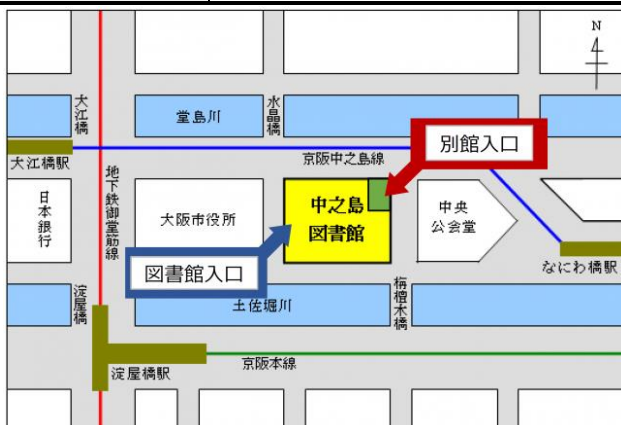 N
大江橋
堂島川
水晶橋
別館入口
大江橋駅
京阪中之島線
地下鉄御堂筋線
日本
銀行
大阪市役所
中之島
図書館
中央
公会堂
図書館入口
なにわ橋駅
淀屋橋
土佐堀川
栴檀木橋
淀屋橋駅
京阪本線